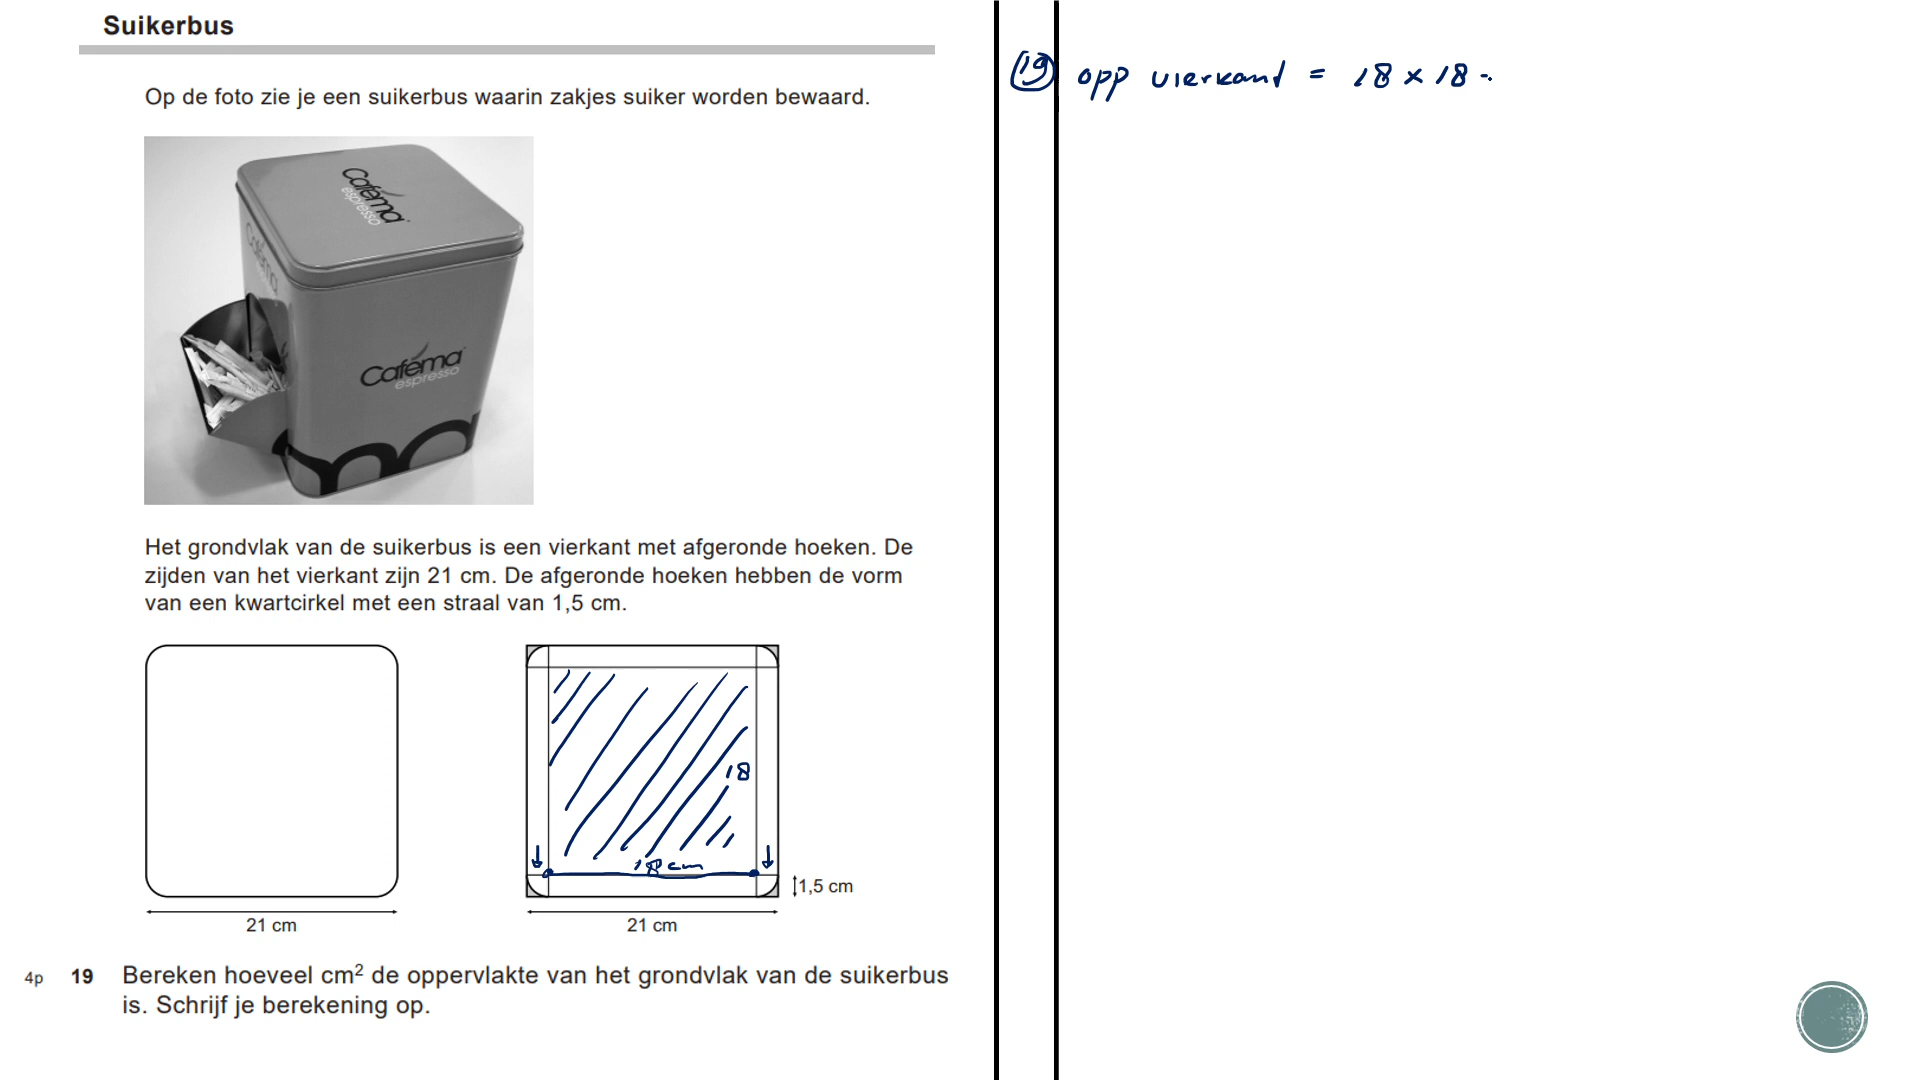 Suikerbus
Op de foto zie je een suikerbus waarin zakjes suiker worden bewaard.
Caféma
espresso
Caféma
espresso
Het grondvlak van de suikerbus is een vierkant met afgeronde hoeken. De
zijden van het vierkant zijn 21 cm. De afgeronde hoeken hebben de vorm
van een kwartcirkel met een straal van 1,5 cm.
18
18 cm
1,5 cm
21 cm
21 cm
4p 19 Bereken hoeveel cm² de oppervlakte van het grondvlak van de suikerbus
is. Schrijf je berekening op.
19 opp vierkant = 18 x 18 -